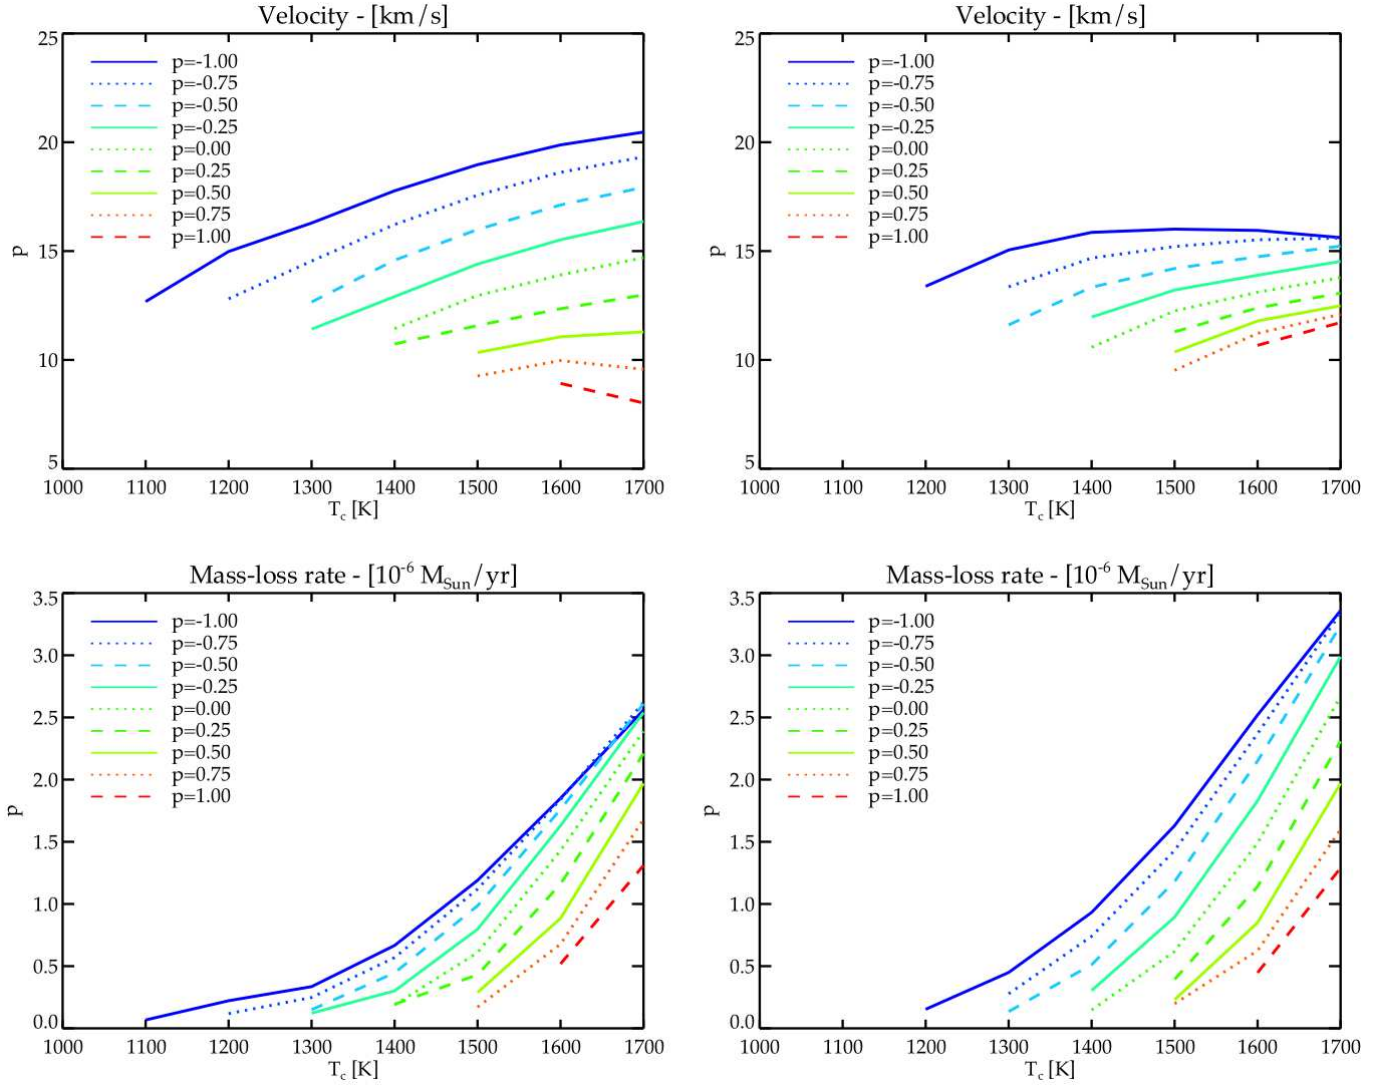 Velocity - [km/s]
25
20
15
10
5
p
p=-1.00
p=-0.75
p=-0.50
p=-0.25
p=0.00
p=0.25
p=0.50
p=0.75
p=1.00
1000 1100 1200 1300 1400 1500 1600 1700
Tc [K]
Velocity - [km/s]
25
20
15
10
5
p
p=-1.00
p=-0.75
p=-0.50
p=-0.25
p=0.00
p=0.25
p=0.50
p=0.75
p=1.00
1000 1100 1200 1300 1400 1500 1600 1700
Tc [K]
Mass-loss rate - [10-6 MSun/yr]
3.5
3.0
2.5
2.0
1.5
1.0
0.5
0.0
p
p=-1.00
p=-0.75
p=-0.50
p=-0.25
p=0.00
p=0.25
p=0.50
p=0.75
p=1.00
1000 1100 1200 1300 1400 1500 1600 1700
Tc [K]
Mass-loss rate - [10-6 MSun/yr]
3.5
3.0
2.5
2.0
1.5
1.0
0.5
0.0
p
p=-1.00
p=-0.75
p=-0.50
p=-0.25
p=0.00
p=0.25
p=0.50
p=0.75
p=1.00
1000 1100 1200 1300 1400 1500 1600 1700
Tc [K]